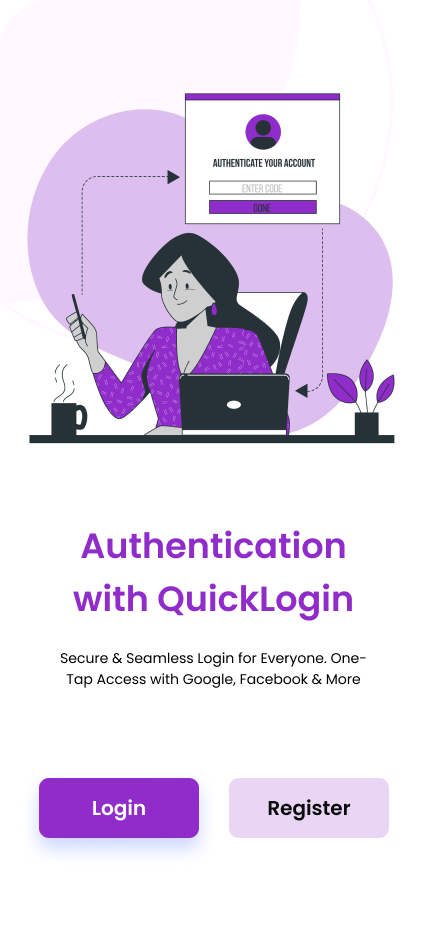 AUTHENTICATE YOUR ACCOUNT
ENTER CODE
DONE
Authentication
with QuickLogin
Secure & Seamless Login for Everyone. One-
Tap Access with Google, Facebook & More
Login Register